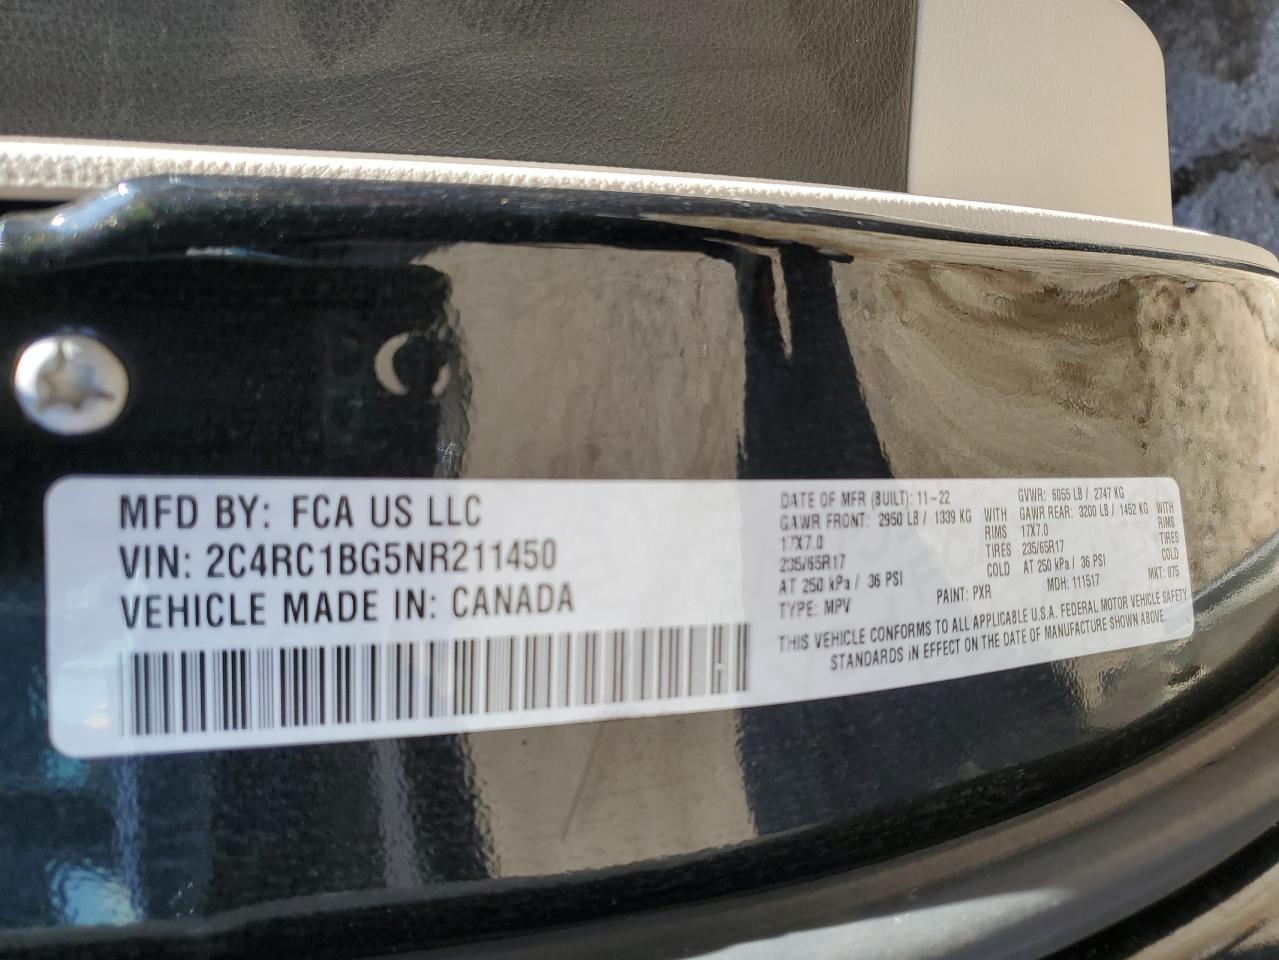 MFD BY: FCA US LLC
VIN: 2C4RC1BG5NR211450
VEHICLE MADE IN: CANADA
DATE OF MFR (BUILT): 11-22 GVWR: 6055 LB / 2747 KG
GAWR FRONT: 2950 LB / 1339 KG WITH GAWR REAR: 3200 LB / 1452 KG WITH
17X7.0 RIMS 17X7.0 RIMS
235/65R17 TIRES 235/65R17 TIRES
AT 250 kPa / 36 PSI COLD AT 250 kPa / 36 PSI COLD
TYPE: MPV PAINT: PXR MDH: 111517 MKT: 875
THIS VEHICLE CONFORMS TO ALL APPLICABLE U.S.A. FEDERAL MOTOR VEHICLE SAFETY
STANDARDS IN EFFECT ON THE DATE OF MANUFACTURE SHOWN ABOVE.